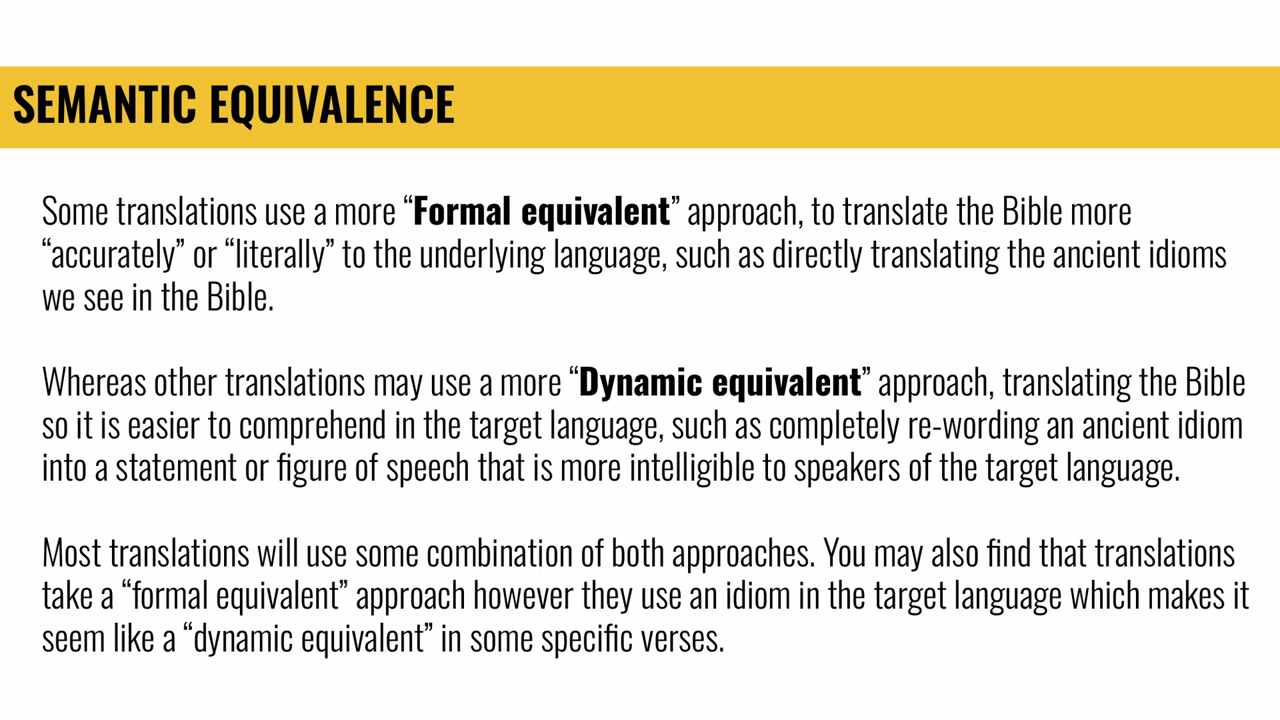 SEMANTIC EQUIVALENCE
Some translations use a more “Formal equivalent” approach, to translate the Bible more
“accurately” or “literally” to the underlying language, such as directly translating the ancient idioms
we see in the Bible.
Whereas other translations may use a more “Dynamic equivalent” approach, translating the Bible
so it is easier to comprehend in the target language, such as completely re-wording an ancient idiom
into a statement or figure of speech that is more intelligible to speakers of the target language.
Most translations will use some combination of both approaches. You may also find that translations
take a “formal equivalent” approach however they use an idiom in the target language which makes it
seem like a “dynamic equivalent” in some specific verses.